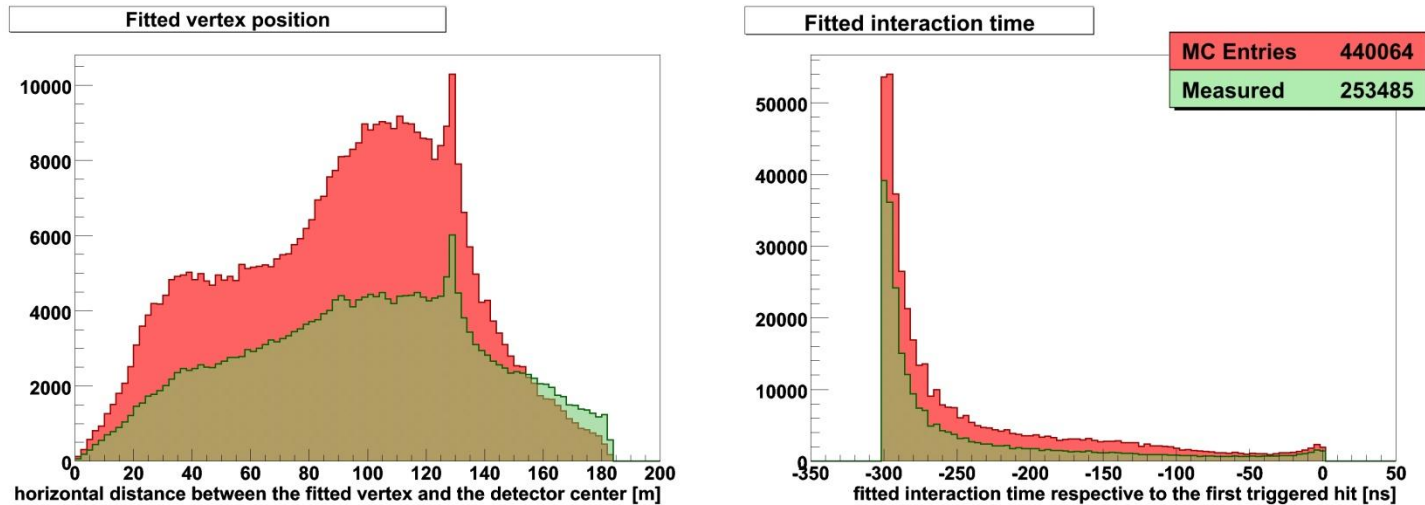 Fitted vertex position
10000
8000
6000
4000
2000
0
0 20 40 60 80 100 120 140 160 180 200
horizontal distance between the fitted vertex and the detector center [m]
Fitted interaction time
MC Entries 440064
Measured 253485
50000
40000
30000
20000
10000
0
-350 -300 -250 -200 -150 -100 -50 0 50
fitted interaction time respective to the first triggered hit [ns]